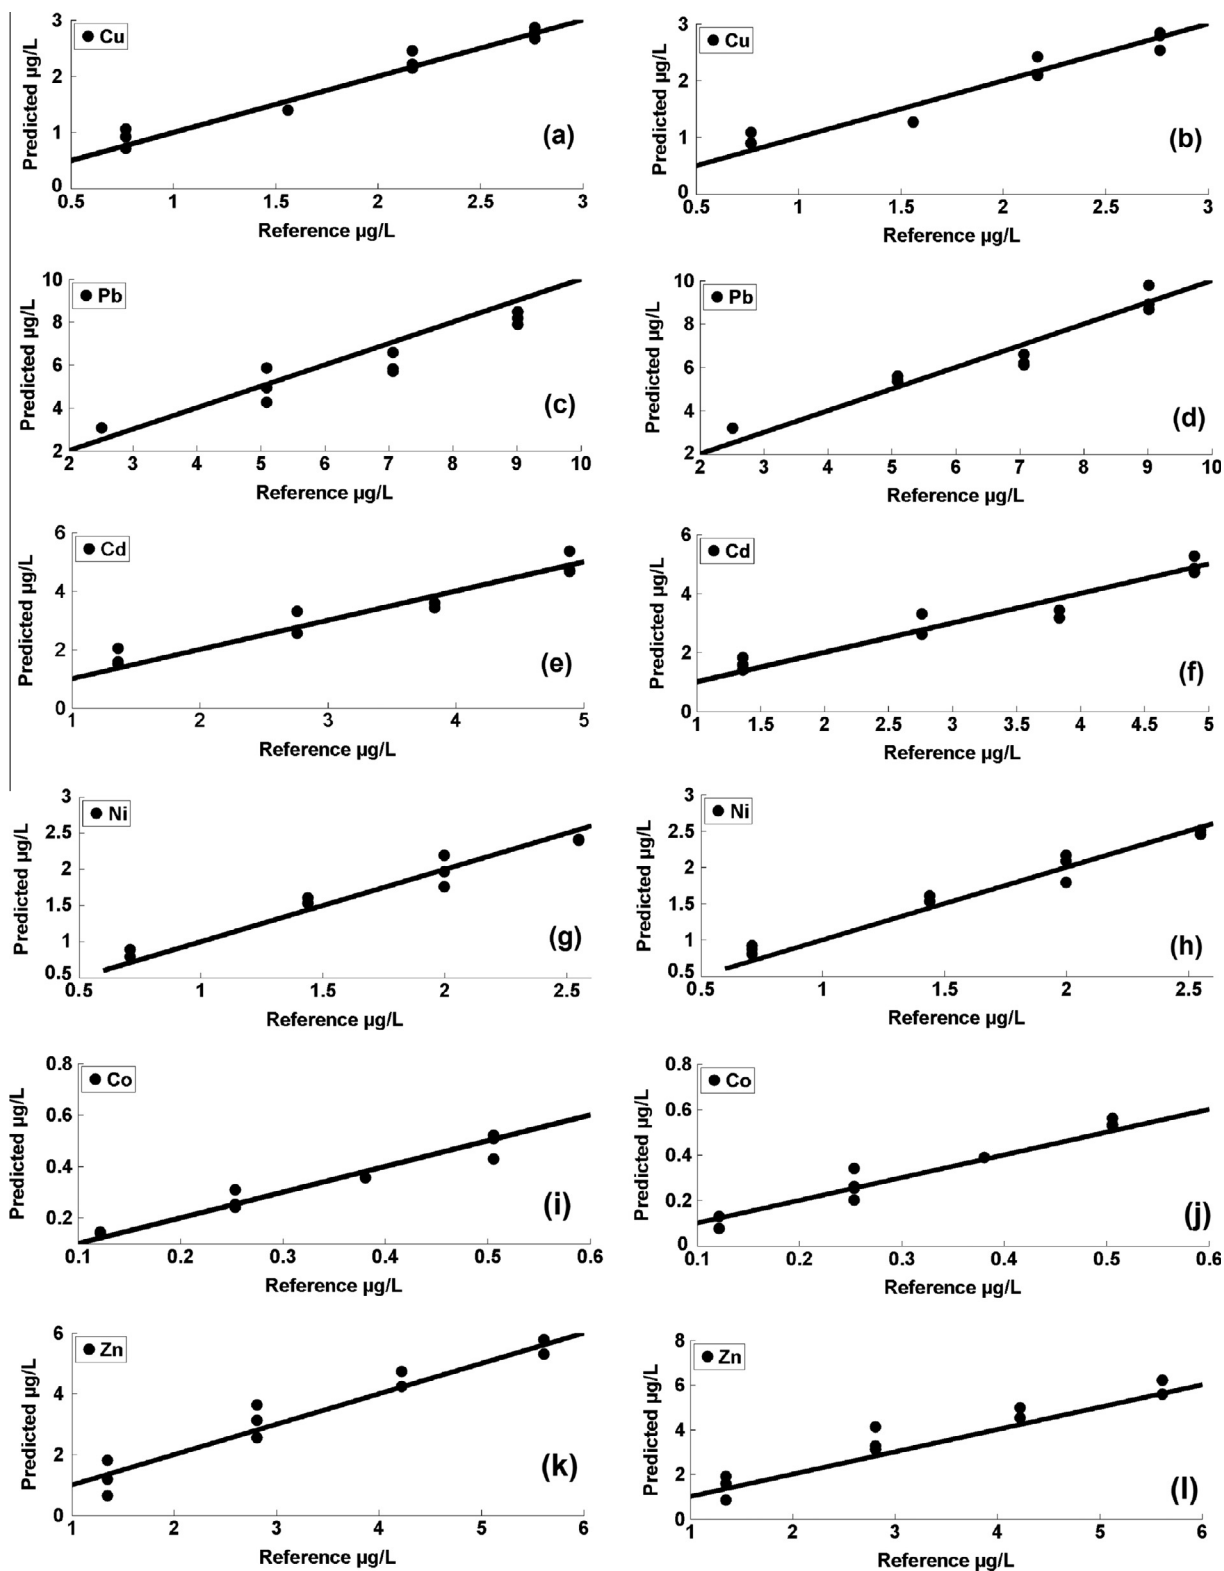 Cu
Predicted µg/L
3
2
1
0
(a)
0.5 1 1.5 2 2.5 3
Reference µg/L
Cu
Predicted µg/L
3
2
1
0
(b)
0.5 1 1.5 2 2.5 3
Reference µg/L
Pb
Predicted µg/L
10
8
6
4
2
(c)
2 3 4 5 6 7 8 9 10
Reference µg/L
Pb
Predicted µg/L
10
8
6
4
2
(d)
2 3 4 5 6 7 8 9 10
Reference µg/L
Cd
Predicted µg/L
6
4
2
0
(e)
1 2 3 4 5
Reference µg/L
Cd
Predicted µg/L
6
4
2
0
(f)
1 1.5 2 2.5 3 3.5 4 4.5 5
Reference µg/L
Ni
Predicted µg/L
3
2.5
2
1.5
1
0.5
(g)
0.5 1 1.5 2 2.5
Reference µg/L
Ni
Predicted µg/L
3
2.5
2
1.5
1
0.5
(h)
0.5 1 1.5 2 2.5
Reference µg/L
Co
Predicted µg/L
0.8
0.6
0.4
0.2
(i)
0.1 0.2 0.3 0.4 0.5 0.6
Reference µg/L
Co
Predicted µg/L
0.8
0.6
0.4
0.2
0
(j)
0.1 0.2 0.3 0.4 0.5 0.6
Reference µg/L
Zn
Predicted µg/L
6
4
2
0
(k)
1 2 3 4 5 6
Reference µg/L
Zn
Predicted µg/L
8
6
4
2
0
(l)
1 2 3 4 5 6
Reference µg/L